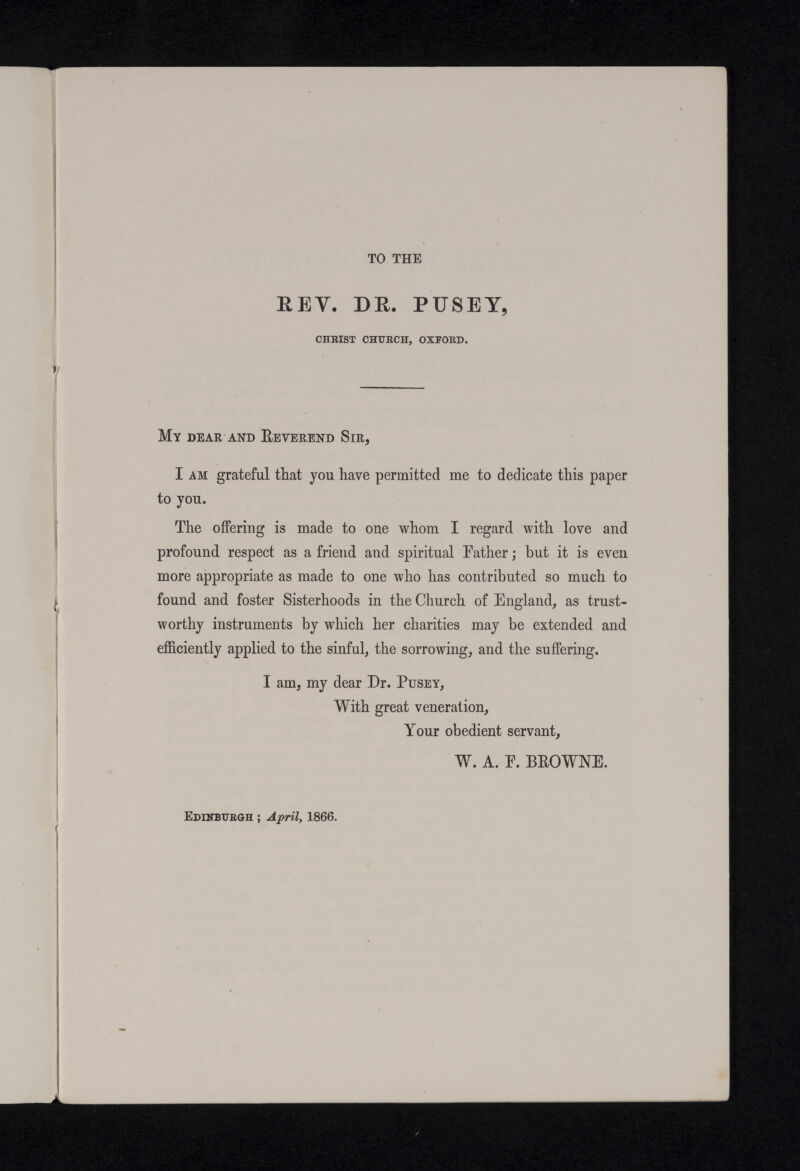 TO THE
REV. DR. PUSEY,
CHRIST CHURCH, OXFORD.
MY DEAR AND REVEREND SIR,
I AM grateful that you have permitted me to dedicate this paper
to you.
The offering is made to one whom I regard with love and
profound respect as a friend and spiritual Father; but it is even
more appropriate as made to one who has contributed so much to
found and foster Sisterhoods in the Church of England, as trust-
worthy instruments by which her charities may be extended and
efficiently applied to the sinful, the sorrowing, and the suffering.
I am, my dear Dr. PUSEY,
With great veneration,
Your obedient servant,
W. A. F. BROWNE.
EDINBURGH; April, 1866.